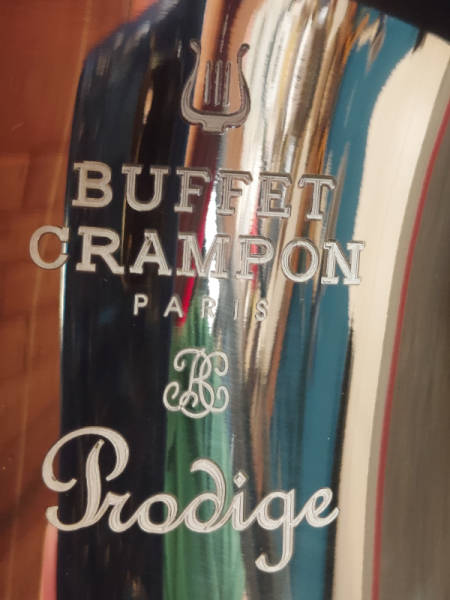 BUFFET
CRAMPON
PARIS
BC
Prodige